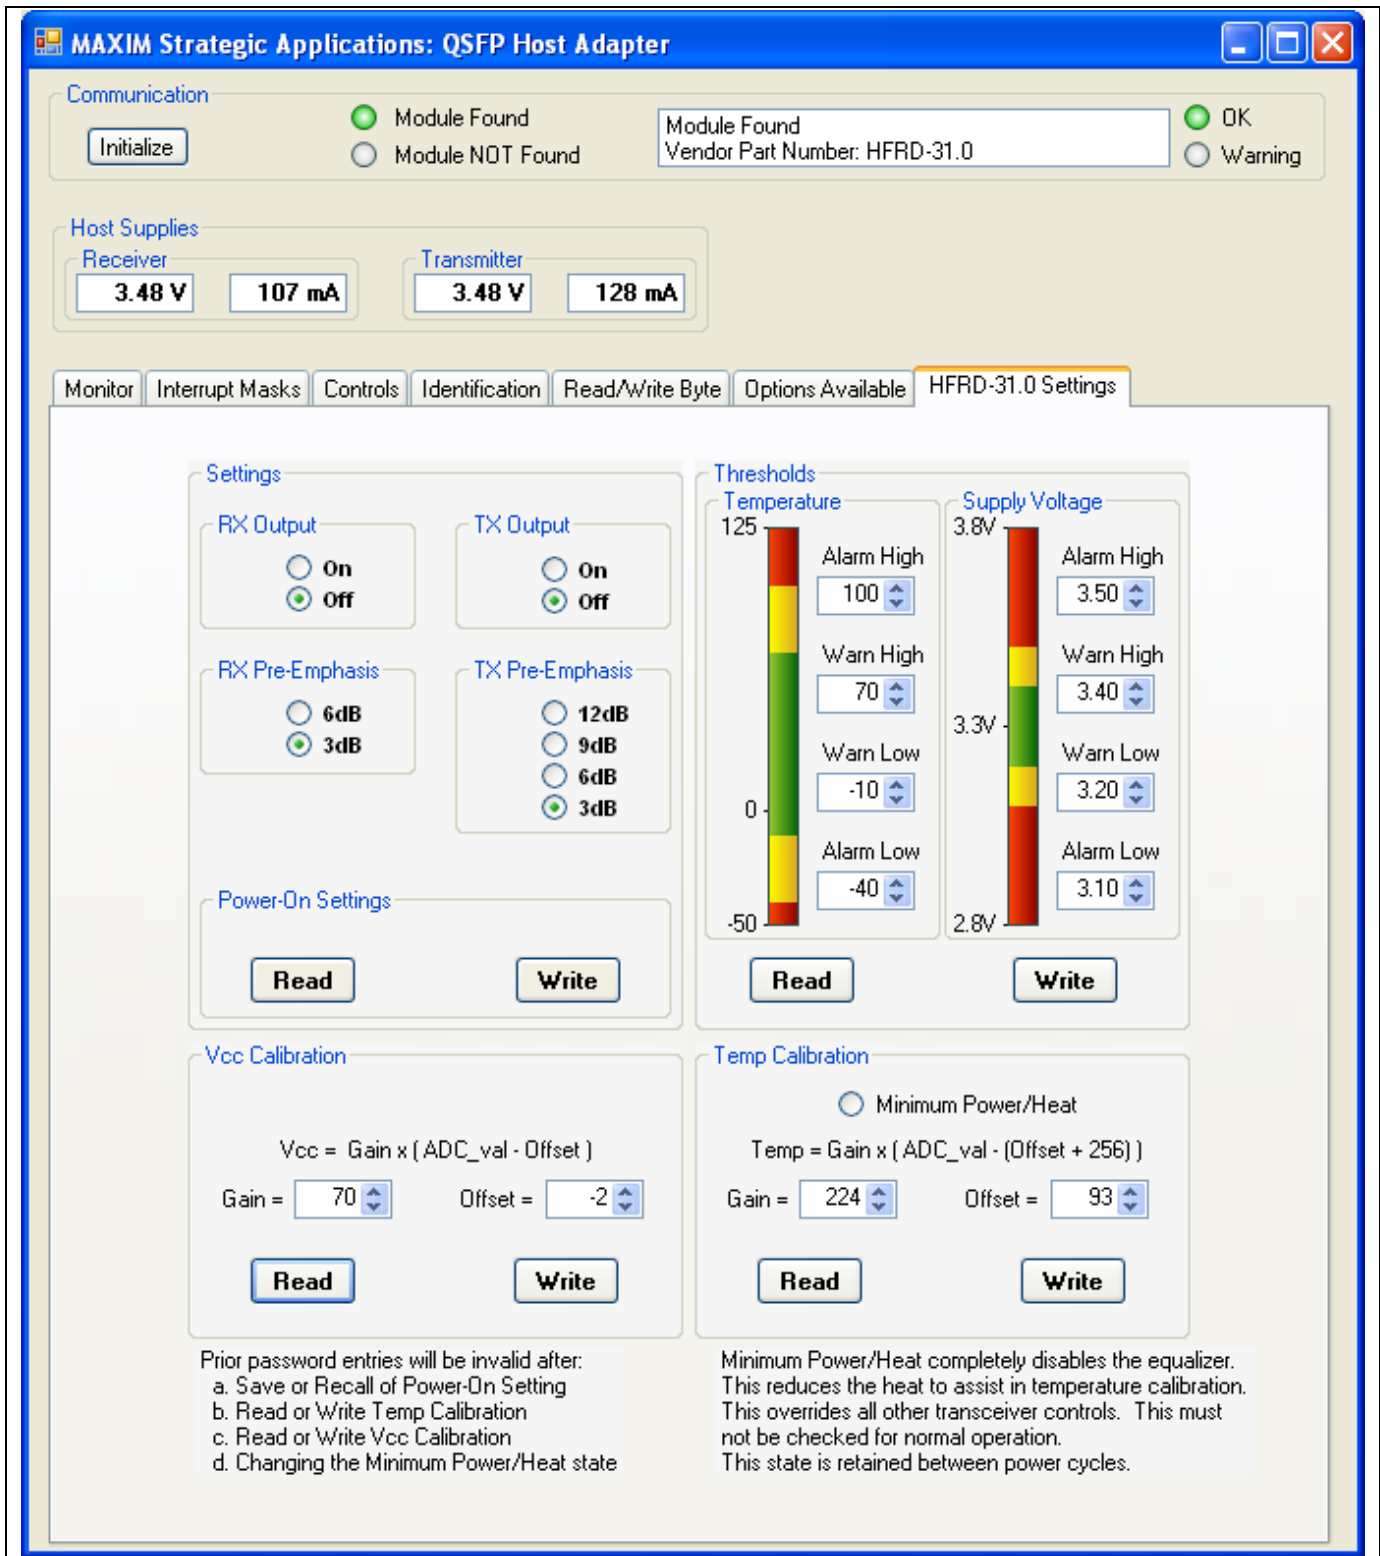 MAXIM Strategic Applications: QSFP Host Adapter
Communication
Initialize
Module Found
Module NOT Found
Module Found
Vendor Part Number: HFRD-31.0
OK
Warning
Host Supplies
Receiver
3.48 V 107 mA
Transmitter
3.48 V 128 mA
Monitor Interrupt Masks Controls Identification Read/Write Byte Options Available HFRD-31.0 Settings
Settings
RX Output
On
Off
TX Output
On
Off
RX Pre-Emphasis
6dB
3dB
TX Pre-Emphasis
12dB
9dB
6dB
3dB
Power-On Settings
Read Write
Thresholds
Temperature
125
0
-50
Alarm High
100
Warn High
70
Warn Low
-10
Alarm Low
-40
Supply Voltage
3.8V
3.3V
2.8V
Alarm High
3.50
Warn High
3.40
Warn Low
3.20
Alarm Low
3.10
Read Write
Vcc Calibration
Vcc = Gain x ( ADC_val - Offset )
Gain = 70 Offset = -2
Read Write
Temp Calibration
Minimum Power/Heat
Temp = Gain x ( ADC_val - (Offset + 256) )
Gain = 224 Offset = 93
Read Write
Prior password entries will be invalid after:
a. Save or Recall of Power-On Setting
b. Read or Write Temp Calibration
c. Read or Write Vcc Calibration
d. Changing the Minimum Power/Heat state
Minimum Power/Heat completely disables the equalizer.
This reduces the heat to assist in temperature calibration.
This overrides all other transceiver controls. This must
not be checked for normal operation.
This state is retained between power cycles.